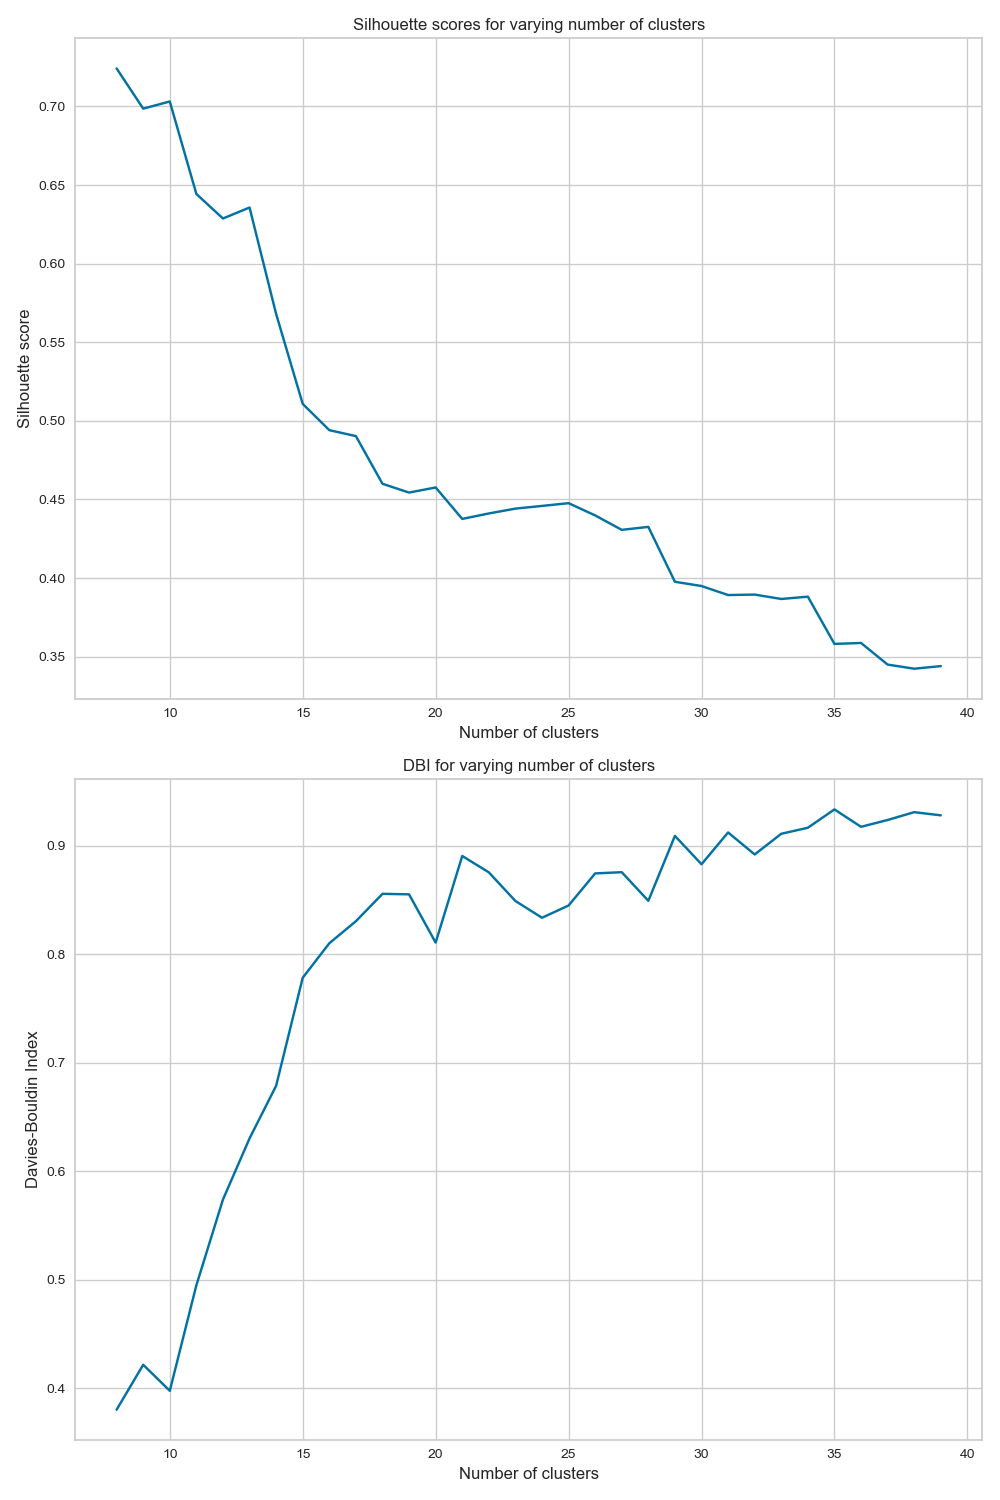 Silhouette scores for varying number of clusters
0.70
0.65
0.60
0.55
0.50
0.45
0.40
0.35
Silhouette score
10 15 20 25 30 35 40
Number of clusters
DBI for varying number of clusters
0.9
0.8
0.7
0.6
0.5
0.4
Davies-Bouldin Index
10 15 20 25 30 35 40
Number of clusters